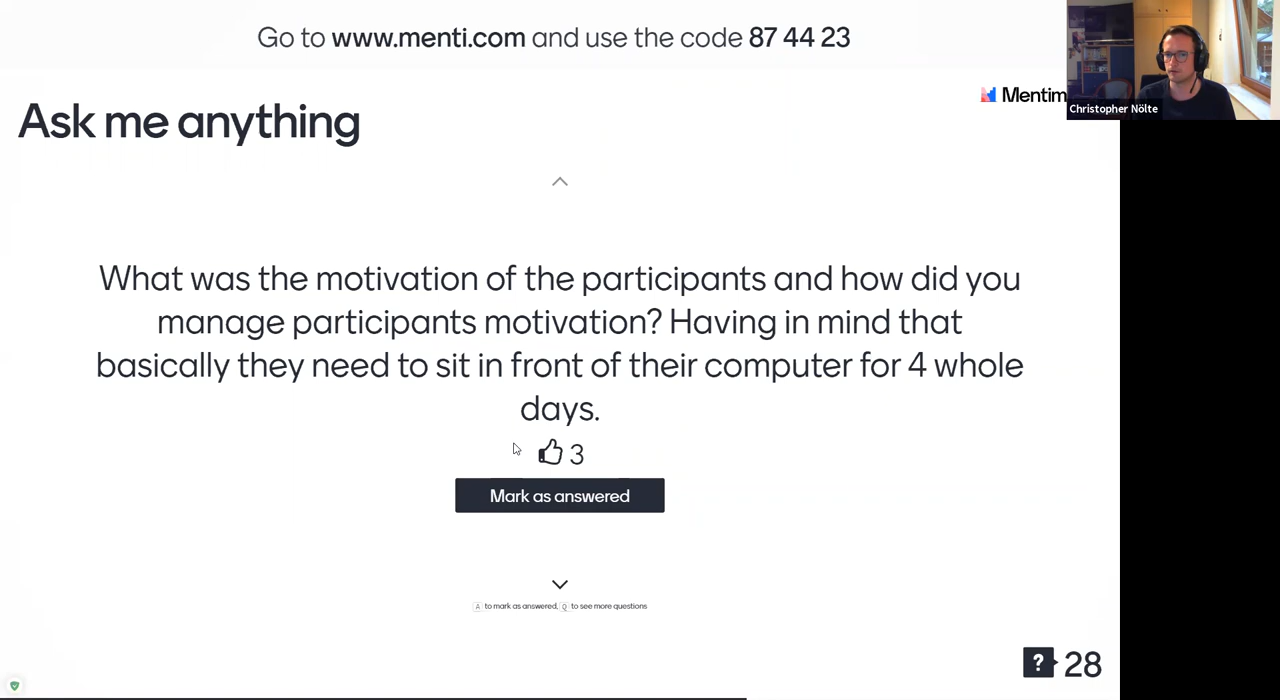 Go to www.menti.com and use the code 87 44 23
Mentim
Christopher Nölte
Ask me anything
What was the motivation of the participants and how did you
manage participants motivation? Having in mind that
basically they need to sit in front of their computer for 4 whole
days.
3
Mark as answered
A to mark as answered, Q to see more questions
? 28